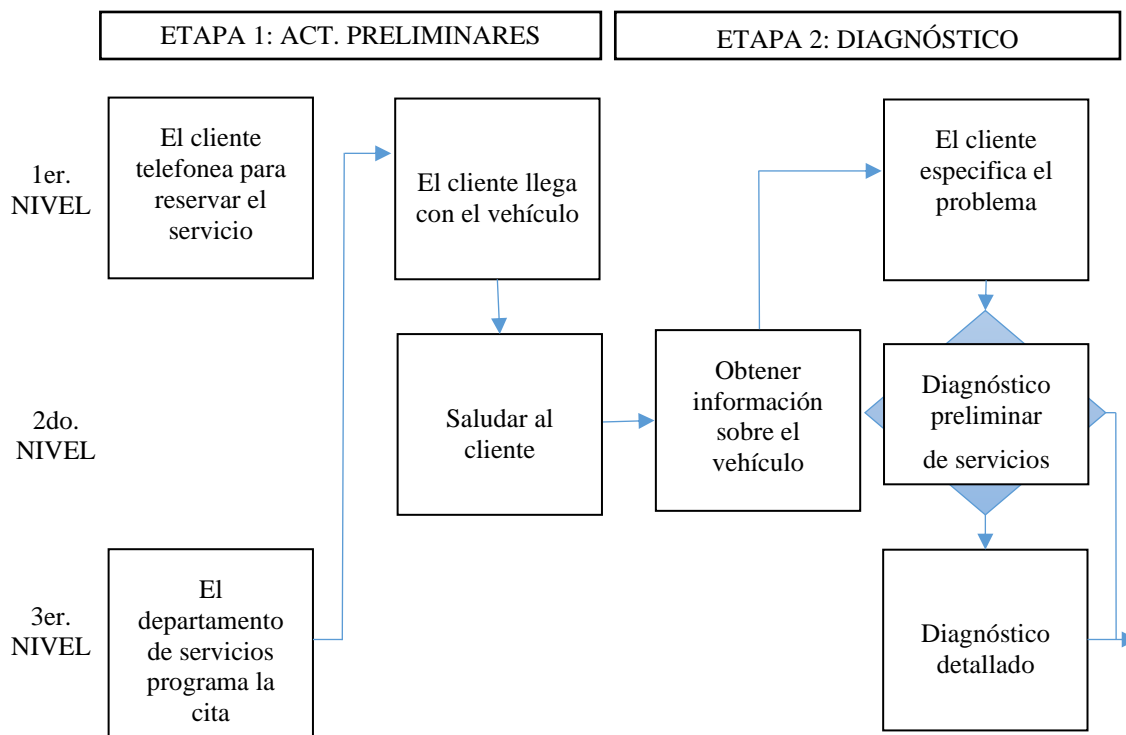 ETAPA 1: ACT. PRELIMINARES
ETAPA 2: DIAGNÓSTICO
1er.
NIVEL
El cliente
telefonea para
reservar el
servicio
El cliente llega
con el vehículo
El cliente
especifica el
problema
2do.
NIVEL
Saludar al
cliente
Obtener
información
sobre el
vehículo
Diagnóstico
preliminar
de servicios
3er.
NIVEL
El
departamento
de servicios
programa la
cita
Diagnóstico
detallado